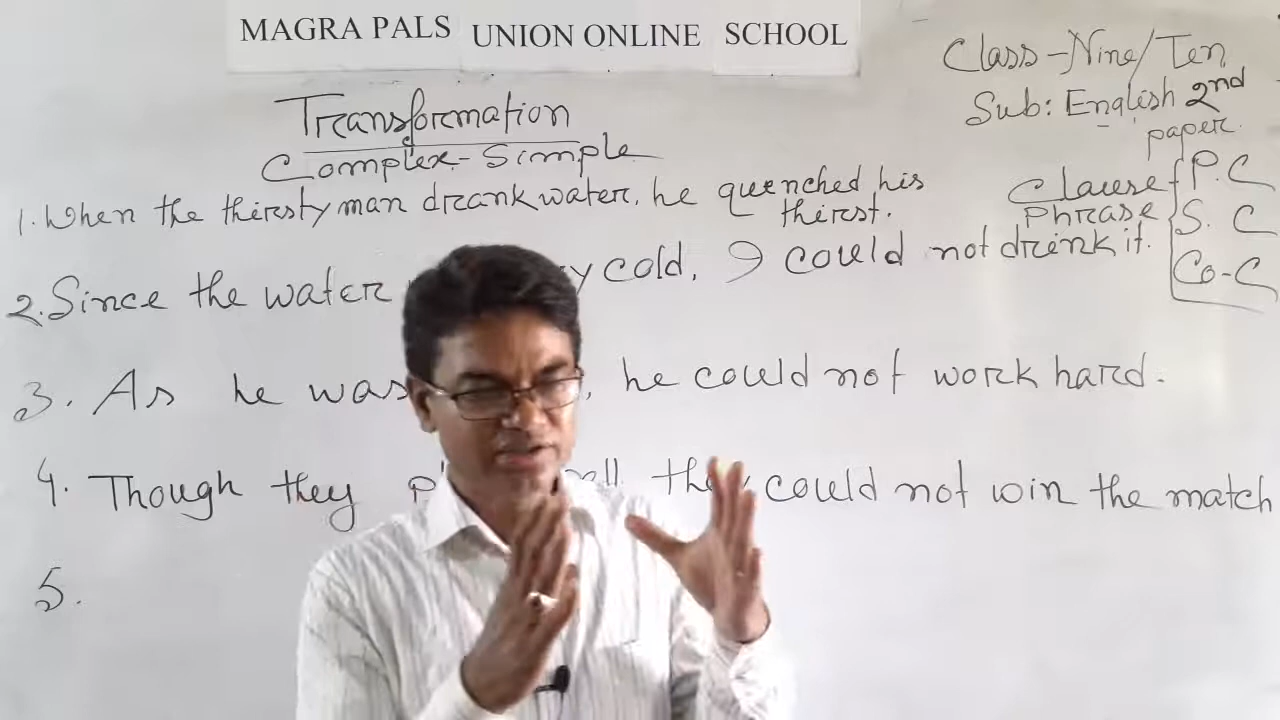 MAGRA PALS UNION ONLINE SCHOOL
Class-Nine/Ten
Sub: English 2nd
paper.
Transformation
Complex-Simple
1. When the thirsty man drank water, he quenched his
thirst.
Clause P.C
Phrase S. C
Co-C
2. Since the water cold, I could not drink it.
3. As he was , he could not work hard.
4. Though they they could not win the match
5.